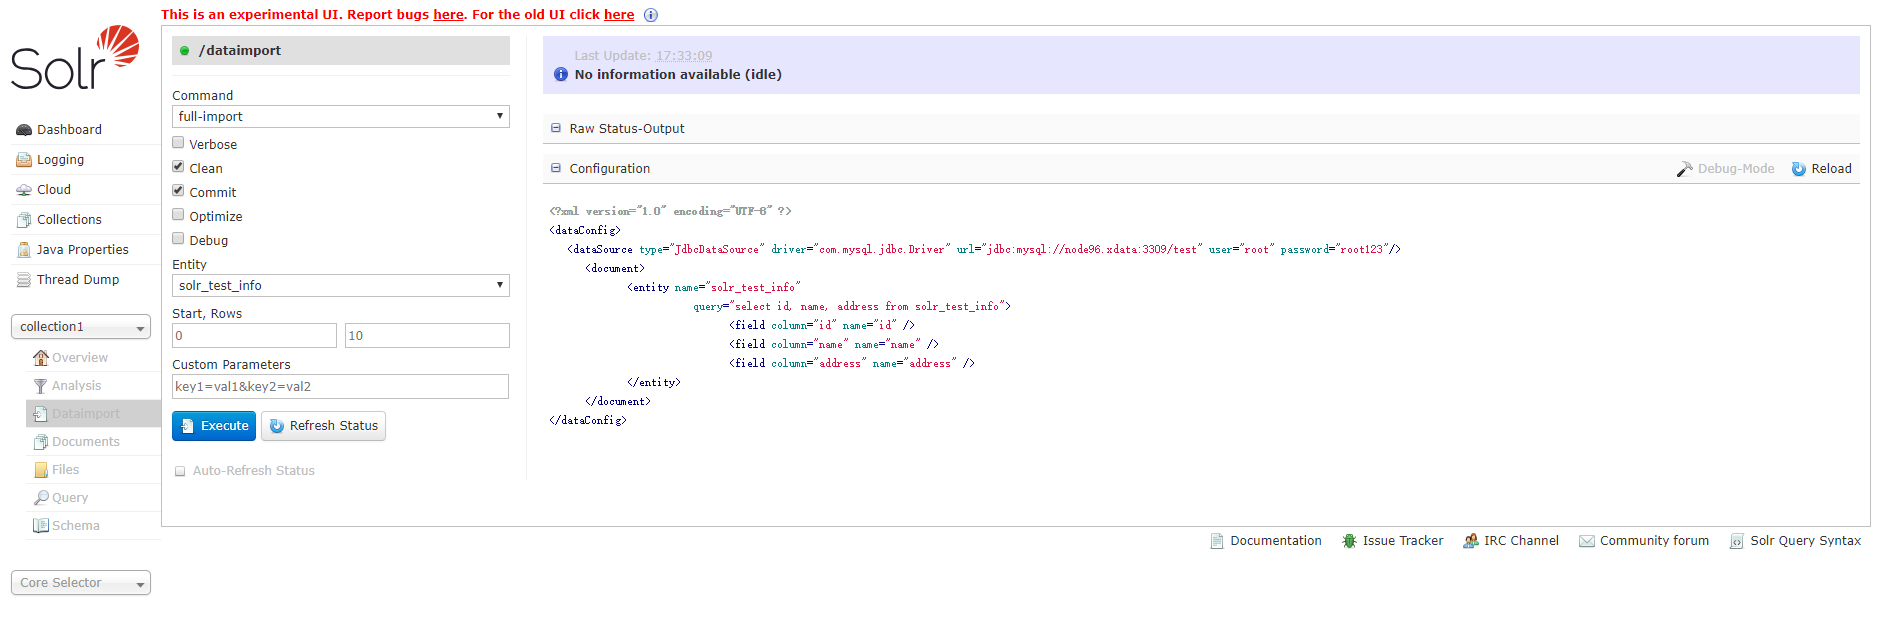 This is an experimental UI. Report bugs here. For the old UI click here
Solr
Dashboard
Logging
Cloud
Collections
Java Properties
Thread Dump
collection1
Overview
Analysis
Dataimport
Documents
Files
Query
Schema
Core Selector
/dataimport
Command
full-import
Verbose
Clean
Commit
Optimize
Debug
Entity
solr_test_info
Start, Rows
0 10
Custom Parameters
key1=val1&key2=val2
Execute Refresh Status
Auto-Refresh Status
Last Update: 17:33:09
No information available (idle)
Raw Status-Output
Configuration Debug-Mode Reload
<?xml version="1.0" encoding="UTF-8" ?>
<dataConfig>
<dataSource type="JdbcDataSource" driver="com.mysql.jdbc.Driver" url="jdbc:mysql://node96.xdata:3309/test" user="root" password="root123"/>
<document>
<entity name="solr_test_info"
query="select id, name, address from solr_test_info">
<field column="id" name="id" />
<field column="name" name="name" />
<field column="address" name="address" />
</entity>
</document>
</dataConfig>
Documentation Issue Tracker IRC Channel Community forum Solr Query Syntax